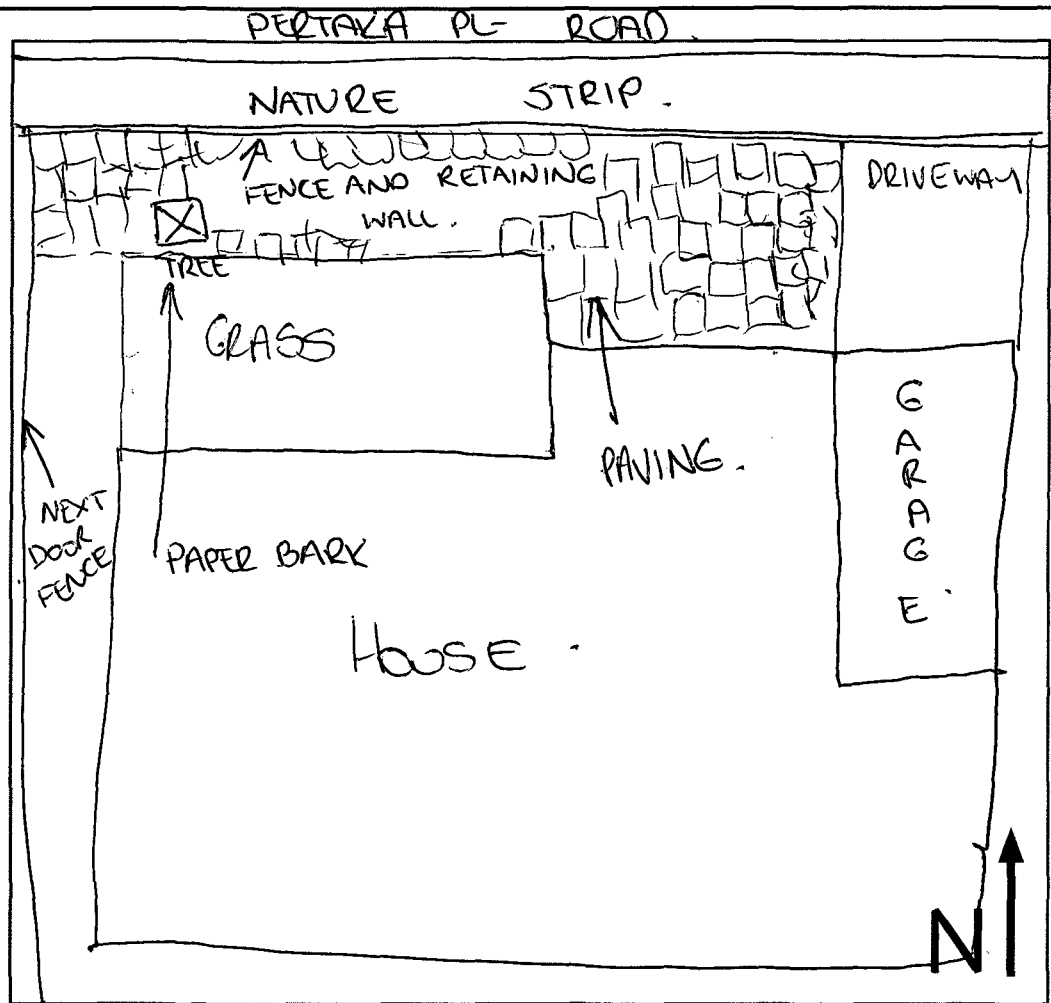 PERTAKA PL- ROAD.
NATURE STRIP.
FENCE AND RETAINING
WALL.
DRIVEWAY
TREE
GRASS
PAVING.
GARAGE.
NEXT
DOOR
FENCE
PAPER BARK
HOUSE.
N